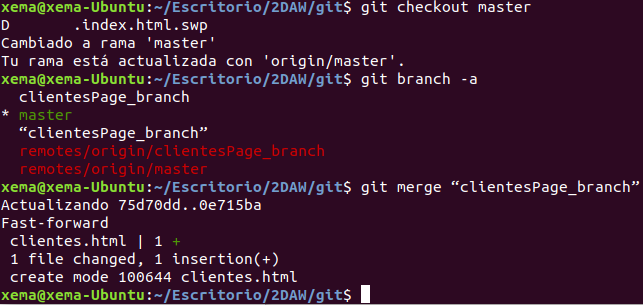 xema@xema-Ubuntu:~/Escritorio/2DAW/git$ git checkout master
D       .index.html.swp
Cambiado a rama 'master'
Tu rama está actualizada con 'origin/master'.
xema@xema-Ubuntu:~/Escritorio/2DAW/git$ git branch -a
  clientesPage_branch
* master
  “clientesPage_branch”
  remotes/origin/clientesPage_branch
  remotes/origin/master
xema@xema-Ubuntu:~/Escritorio/2DAW/git$ git merge “clientesPage_branch”
Actualizando 75d70dd..0e715ba
Fast-forward
 clientes.html | 1 +
 1 file changed, 1 insertion(+)
 create mode 100644 clientes.html
xema@xema-Ubuntu:~/Escritorio/2DAW/git$